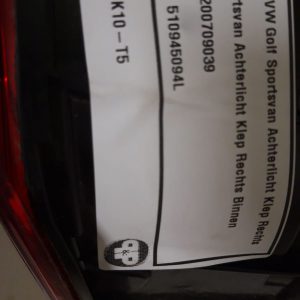 VW Golf Sportsvan Achterlicht Klep Rechts
200709039
rtsvan Achterlicht Klep Rechts Binnen
510945094L
K10-T5
p&p